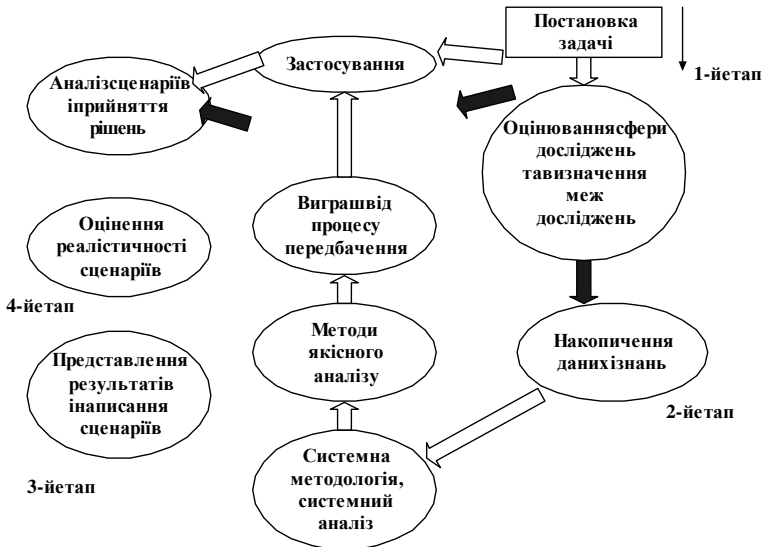 Постановка
задачі
1-йетап
Застосування
Аналізсценаріїв
іприйняття
рішень
Оцінюваннясфери
досліджень
тавизначення
меж
досліджень
Виграшвід
процесу
передбачення
Оцінення
реалістичності
сценаріїв
4-йетап
Методи
якісного
аналізу
Накопичення
данихізнань
2-йетап
Представлення
результатів
інаписання
сценаріїв
3-йетап
Системна
методологія,
системний
аналіз